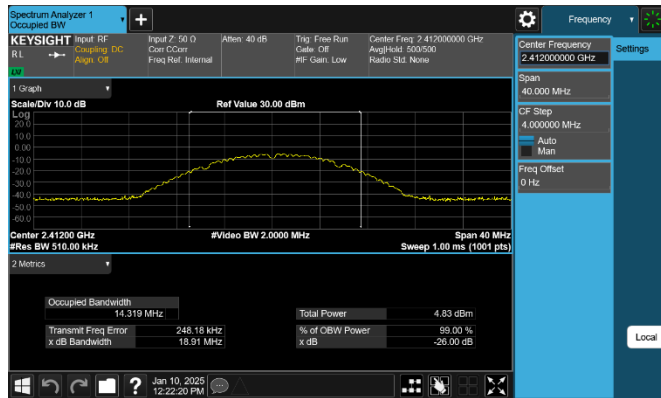 Spectrum Analyzer 1
Occupied BW
Frequency
KEYSIGHT
R L
Input: RF
Coupling: DC
Align: Off
Input Z: 50 Ω
Corr CCorr
Freq Ref: Internal
Atten: 40 dB
Trig: Free Run
Gate: Off
#IF Gain: Low
Center Freq: 2.412000000 GHz
Avg|Hold: 500/500
Radio Std: None
Center Frequency
2.412000000 GHz
Settings
Span
40.000 MHz
CF Step
4.000000 MHz
Auto
Man
Freq Offset
0 Hz
Local
1 Graph
Scale/Div 10.0 dB
Ref Value 30.00 dBm
Log
20.0
10.0
0.00
-10.0
-20.0
-30.0
-40.0
-50.0
-60.0
Center 2.41200 GHz
#Video BW 2.0000 MHz
Span 40 MHz
#Res BW 510.00 kHz
Sweep 1.00 ms (1001 pts)
2 Metrics
Occupied Bandwidth
14.319 MHz
Total Power 4.83 dBm
Transmit Freq Error 248.18 kHz
% of OBW Power 99.00 %
x dB Bandwidth 18.91 MHz
x dB -26.00 dB
?
Jan 10, 2025
12:22:20 PM